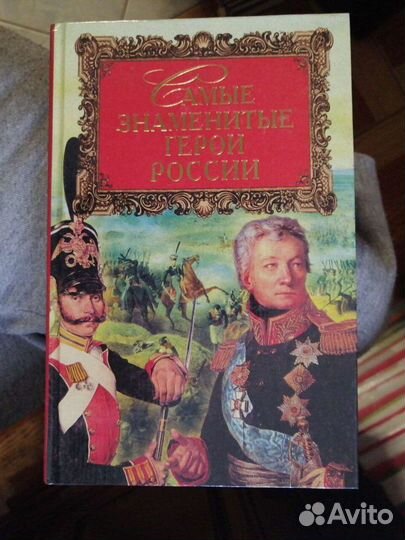 Самые
знаменитые
герои
России
Avito